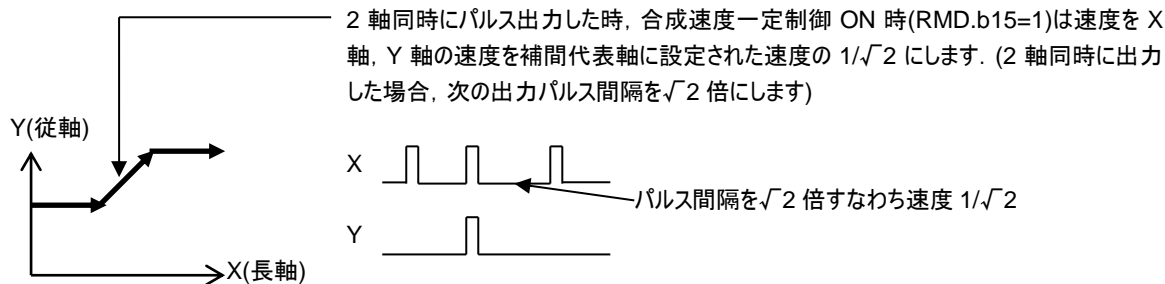 2 軸同時にパルス出力した時, 合成速度一定制御 ON 時(RMD.b15=1)は速度を X
軸, Y 軸の速度を補間代表軸に設定された速度の 1/√2 にします. (2 軸同時に出力
した場合, 次の出力パルス間隔を√2 倍にします)
Y(従軸)
X
パルス間隔を√2 倍すなわち速度 1/√2
Y
X(長軸)